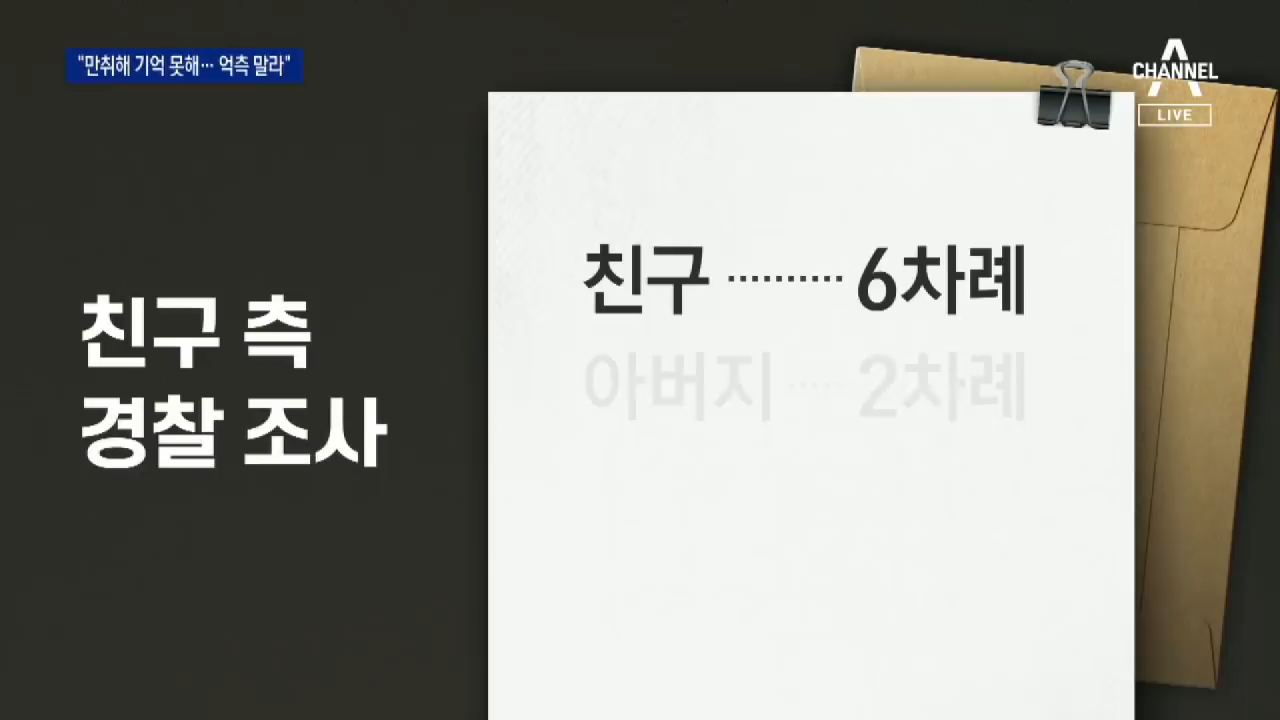 "만취해 기억 못해… 억측 말라"
CHANNEL A
LIVE
친구 측
경찰 조사
친구 ·········· 6차례
아버지 ····· 2차례